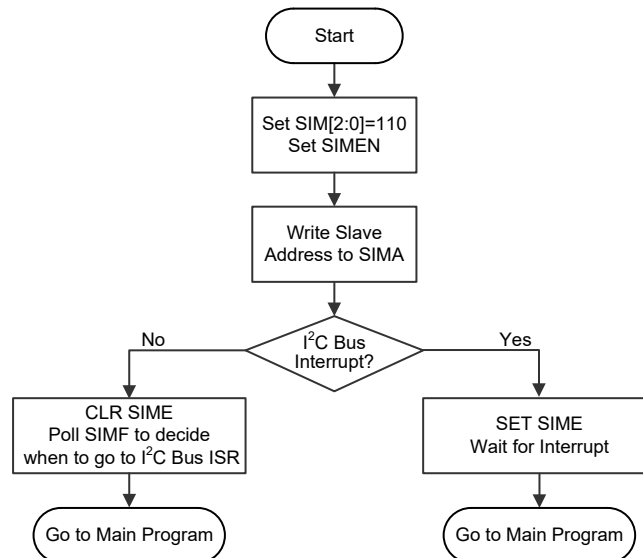 Start
Set SIM[2:0]=110
Set SIMEN
Write Slave
Address to SIMA
I²C Bus
Interrupt?
No
Yes
CLR SIME
Poll SIMF to decide
when to go to I²C Bus ISR
SET SIME
Wait for Interrupt
Go to Main Program
Go to Main Program